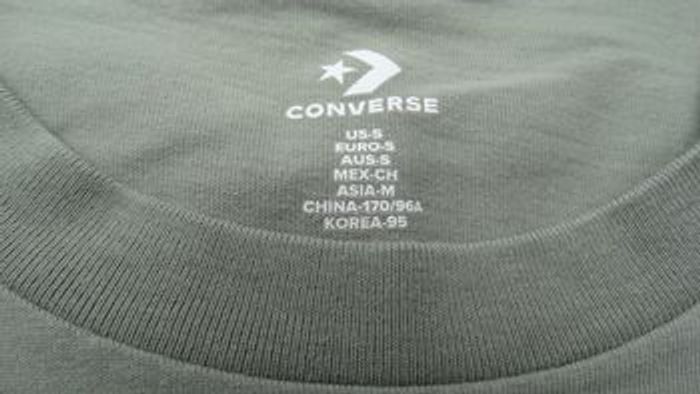 CONVERSE
US-S
EURO-S
AUS-S
MEX-CH
ASIA-M
CHINA-170/96A
KOREA-95